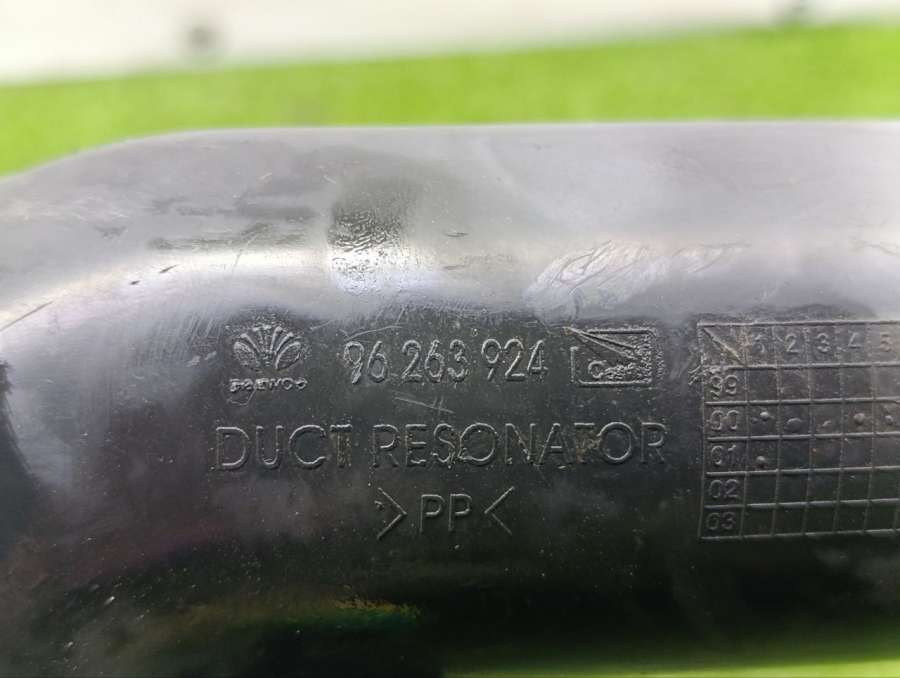 DAEWOO
96 263 924
DUCT RESONATOR
>PP<
1 2 3 4 5
99
00
01
02
03